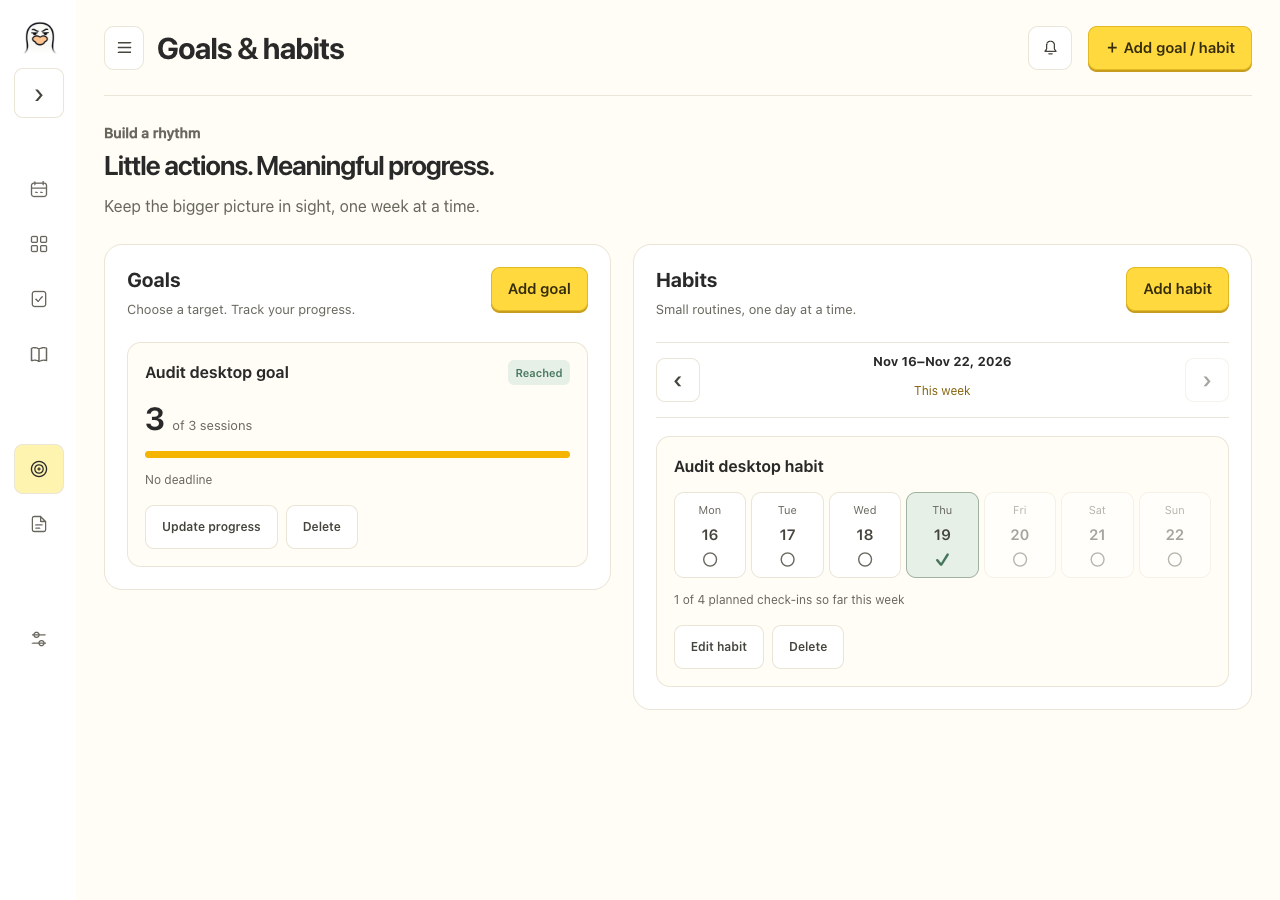 Goals & habits
+ Add goal / habit
Build a rhythm
Little actions. Meaningful progress.
Keep the bigger picture in sight, one week at a time.
Goals
Add goal
Choose a target. Track your progress.
Audit desktop goal
Reached
3 of 3 sessions
No deadline
Update progress
Delete
Habits
Add habit
Small routines, one day at a time.
Nov 16–Nov 22, 2026
This week
Audit desktop habit
Mon Tue Wed Thu Fri Sat Sun
16 17 18 19 20 21 22
1 of 4 planned check-ins so far this week
Edit habit
Delete